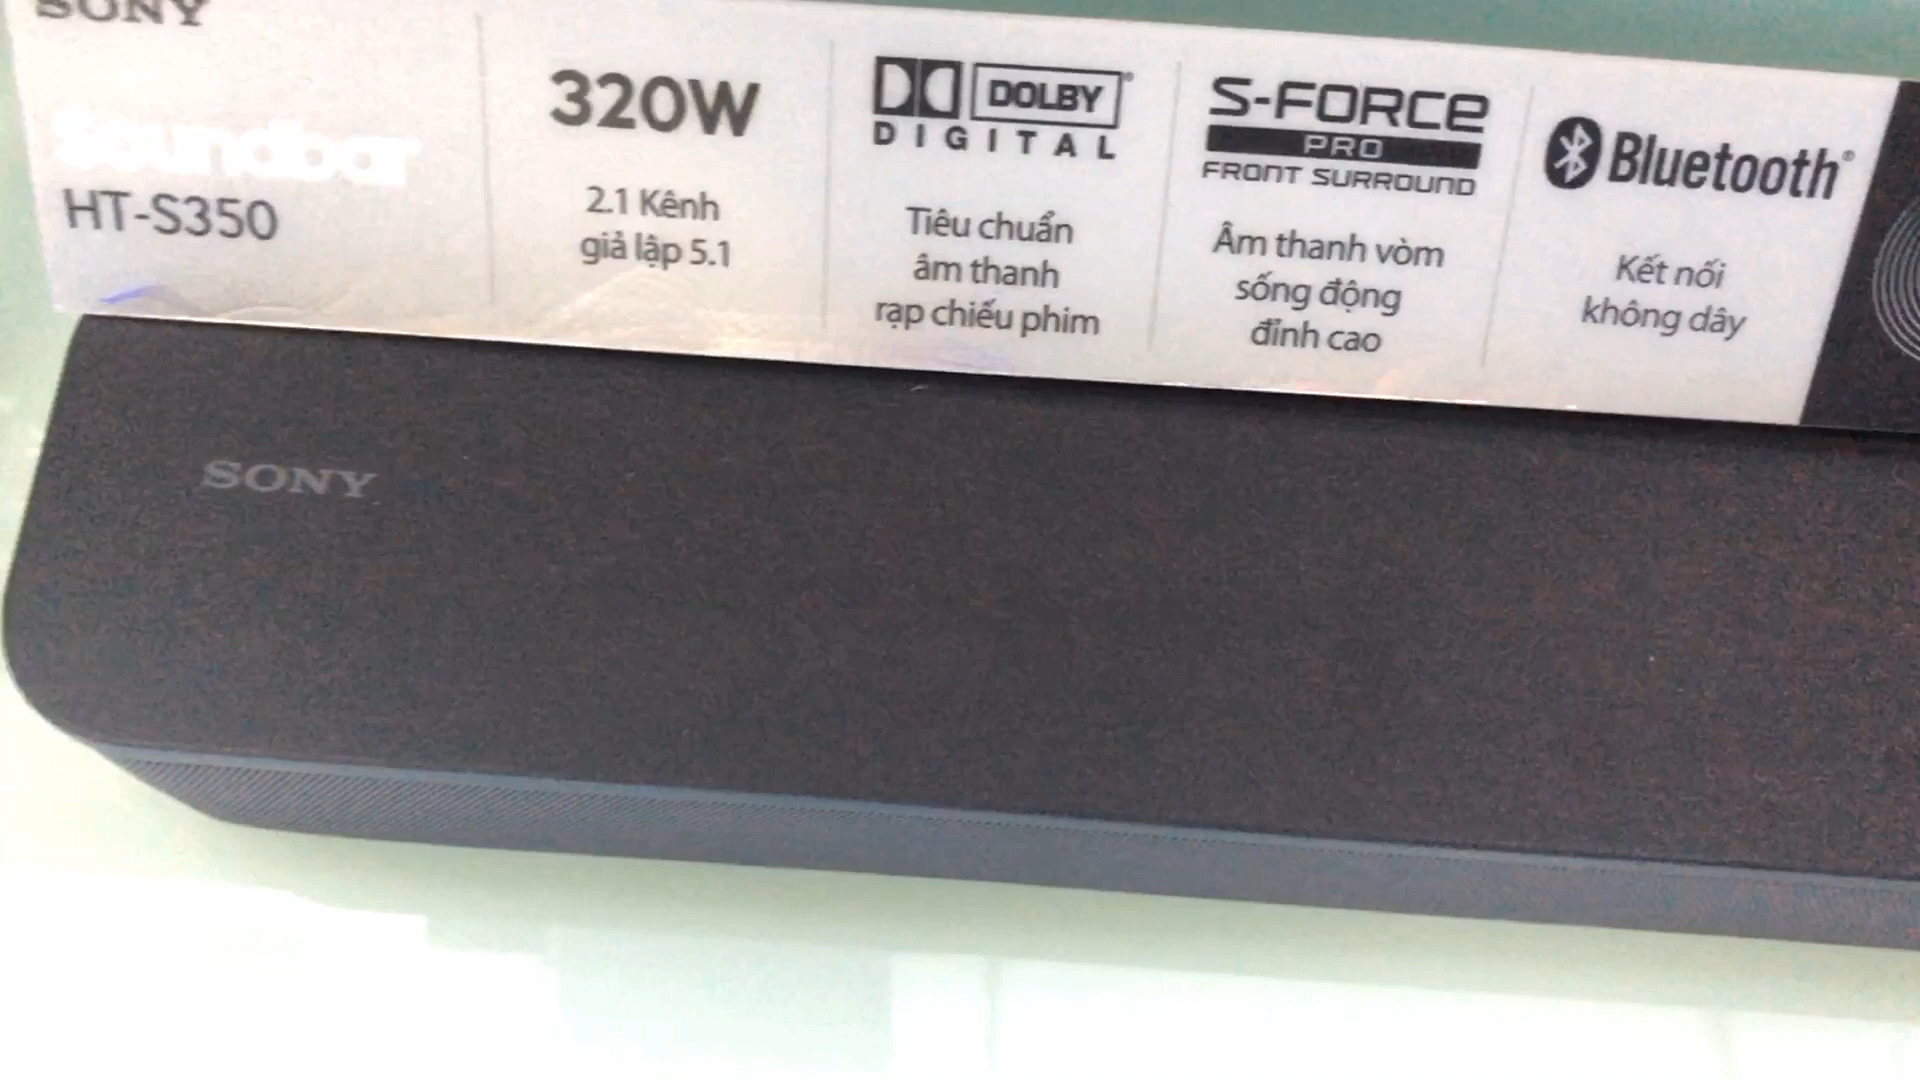 SONY
Soundbar
HT-S350
320W
2.1 Kênh
giả lập 5.1
DOLBY
DIGITAL
Tiêu chuẩn
âm thanh
rạp chiếu phim
S-FORCE
PRO
FRONT SURROUND
Âm thanh vòm
sống động
đỉnh cao
Bluetooth®
Kết nối
không dây
SONY